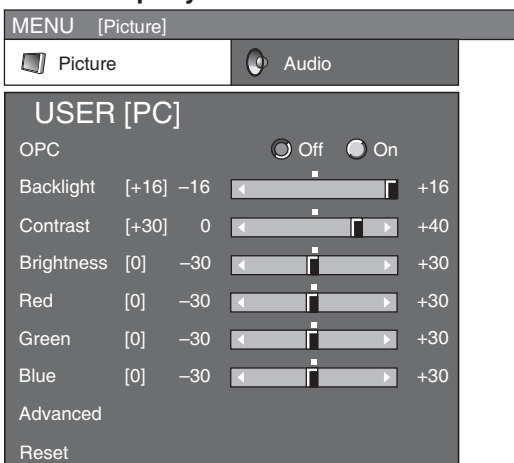 MENU [Picture]
Picture Audio
USER [PC]
OPC Off On
Backlight [+16] –16 +16
Contrast [+30] 0 +40
Brightness [0] –30 +30
Red [0] –30 +30
Green [0] –30 +30
Blue [0] –30 +30
Advanced
Reset